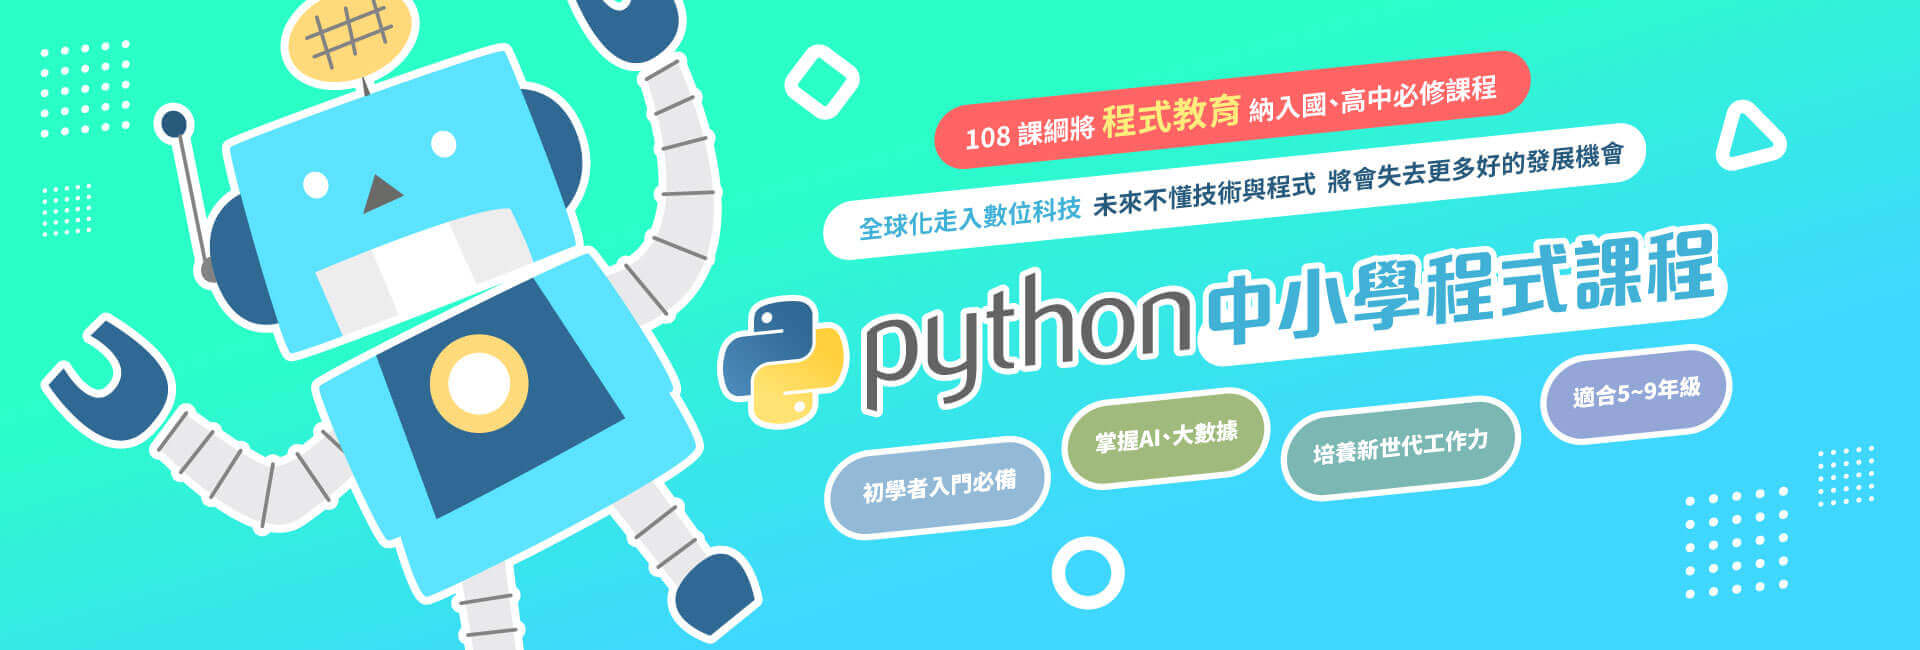 108 課綱將 程式教育 納入國、高中必修課程
全球化走入數位科技 未來不懂技術與程式 將會失去更多好的發展機會
python中小學程式課程
初學者入門必備
掌握AI、大數據
培養新世代工作力
適合5~9年級